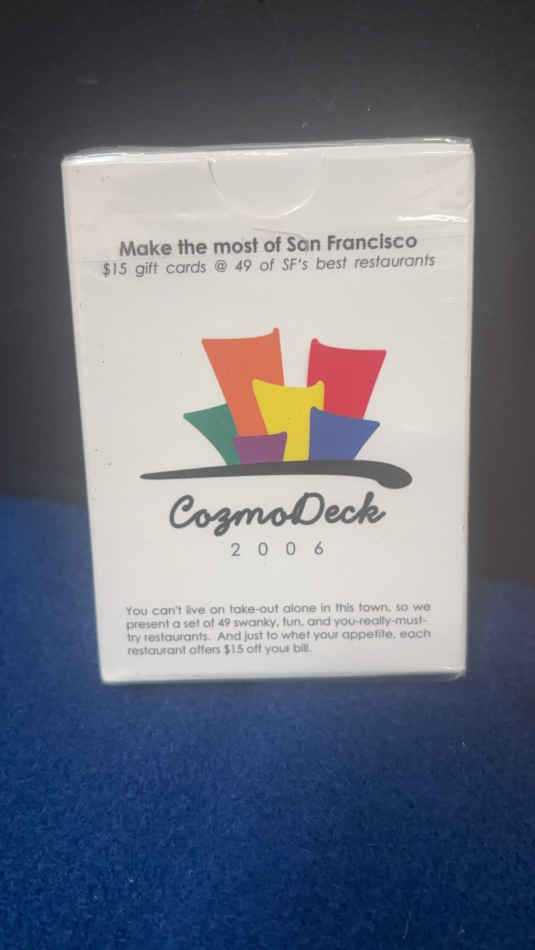 Make the most of San Francisco
$15 gift cards @ 49 of SF's best restaurants
CozmoDeck
2006
You can't live on take-out alone in this town, so we
present a set of 49 swanky, fun, and you-really-must-
try restaurants. And just to whet your appetite, each
restaurant offers $15 off your bill.